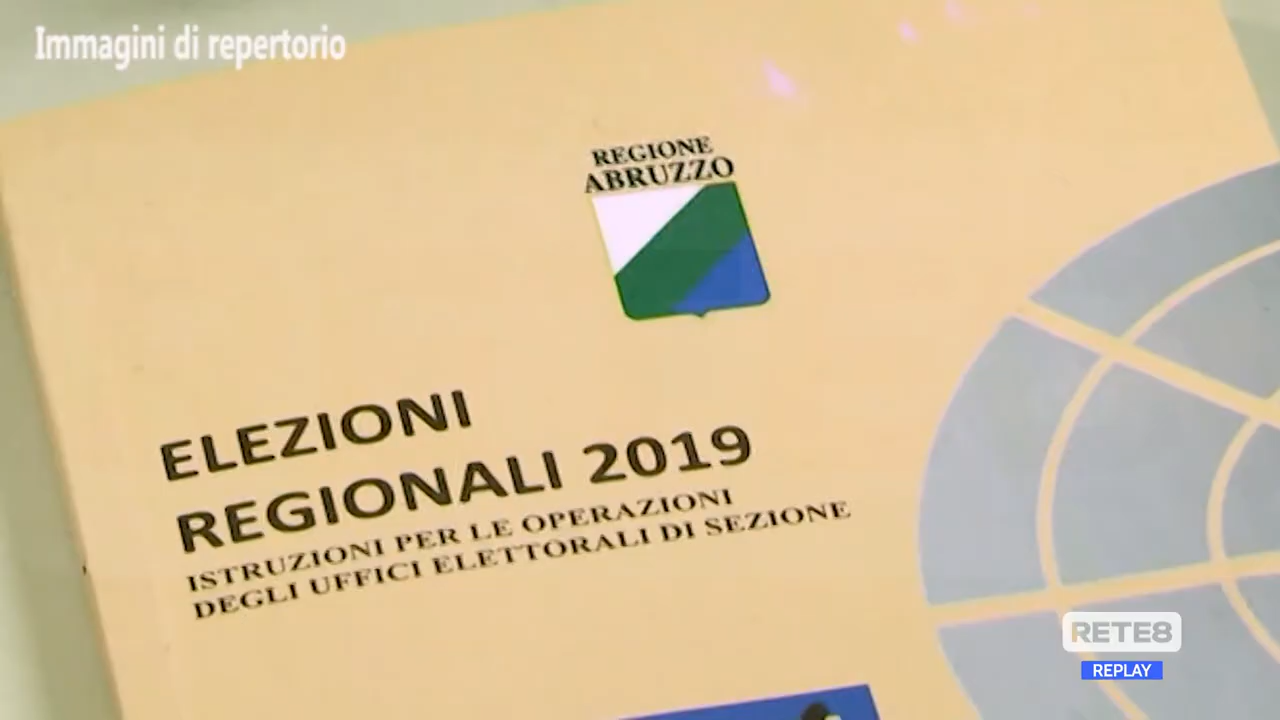 Immagini di repertorio
REGIONE
ABRUZZO
ELEZIONI
REGIONALI 2019
ISTRUZIONI PER LE OPERAZIONI
DEGLI UFFICI ELETTORALI DI SEZIONE
RETE8
REPLAY